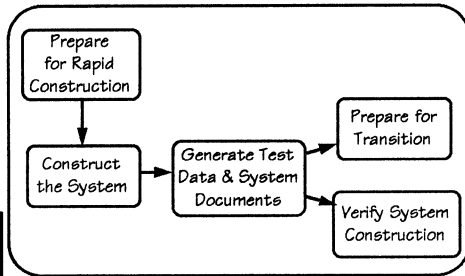 Prepare
for Rapid
Construction
Construct
the System
Generate Test
Data & System
Documents
Prepare for
Transition
Verify System
Construction